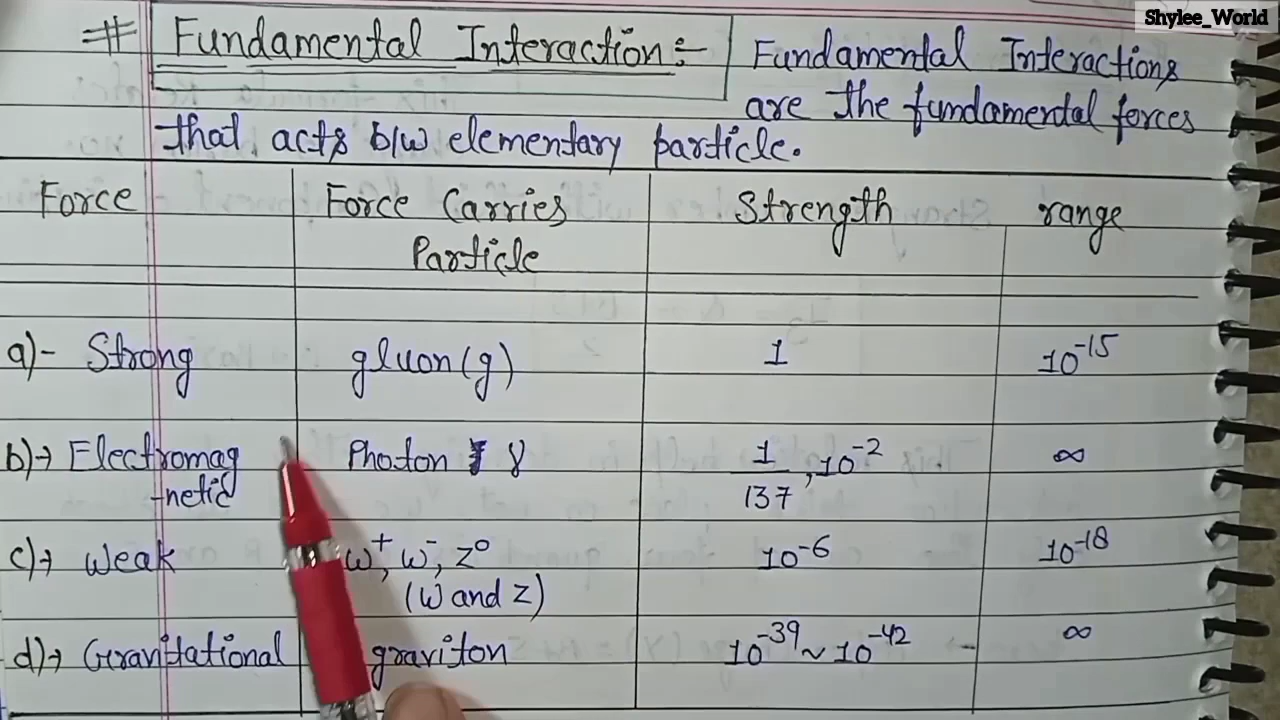 Shylee_World
# Fundamental Interaction :- Fundamental Interactions
are the fundamental forces
that acts b/w elementary particle.
Force Force Carries Particle Strength range
a)- Strong gluon(g) 1 10^-15
b)→ Electromag-netic Photon γ 1/137, 10^-2 ∞
c)→ Weak W⁺, W⁻, Z⁰ (W and Z) 10^-6 10^-18
d)→ Gravitational graviton 10^-39 ~ 10^-42 - ∞